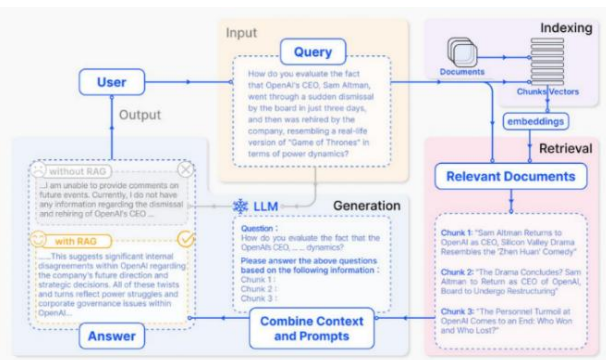 Input
Query
How do you evaluate the fact
that OpenAI's CEO, Sam Altman,
went through a sudden dismissal
by the board in just three days,
and then was rehired by the
company, resembling a real-life
version of "Game of Thrones" in
terms of power dynamics?
Indexing
Documents
Chunks Vectors
embeddings
User
Output
without RAG
...I am unable to provide comments on
future events. Currently, I do not have
any information regarding the dismissal
and rehiring of OpenAI's CEO ...
with RAG
......This suggests significant internal
disagreements within OpenAI regarding
the company's future direction and
strategic decisions. All of these twists
and turns reflect power struggles and
corporate governance issues within
OpenAI...
Answer
LLM
Generation
Question :
How do you evaluate the fact that the
OpenAI's CEO, ... ... dynamics?
Please answer the above questions
based on the following information :
Chunk 1 :
Chunk 2 :
Chunk 3 :
Combine Context
and Prompts
Retrieval
Relevant Documents
Chunk 1: "Sam Altman Returns to
OpenAI as CEO, Silicon Valley Drama
Resembles the 'Zhen Huan' Comedy"
Chunk 2: "The Drama Concludes? Sam
Altman to Return as CEO of OpenAI,
Board to Undergo Restructuring"
Chunk 3: "The Personnel Turmoil at
OpenAI Comes to an End: Who Won
and Who Lost?"